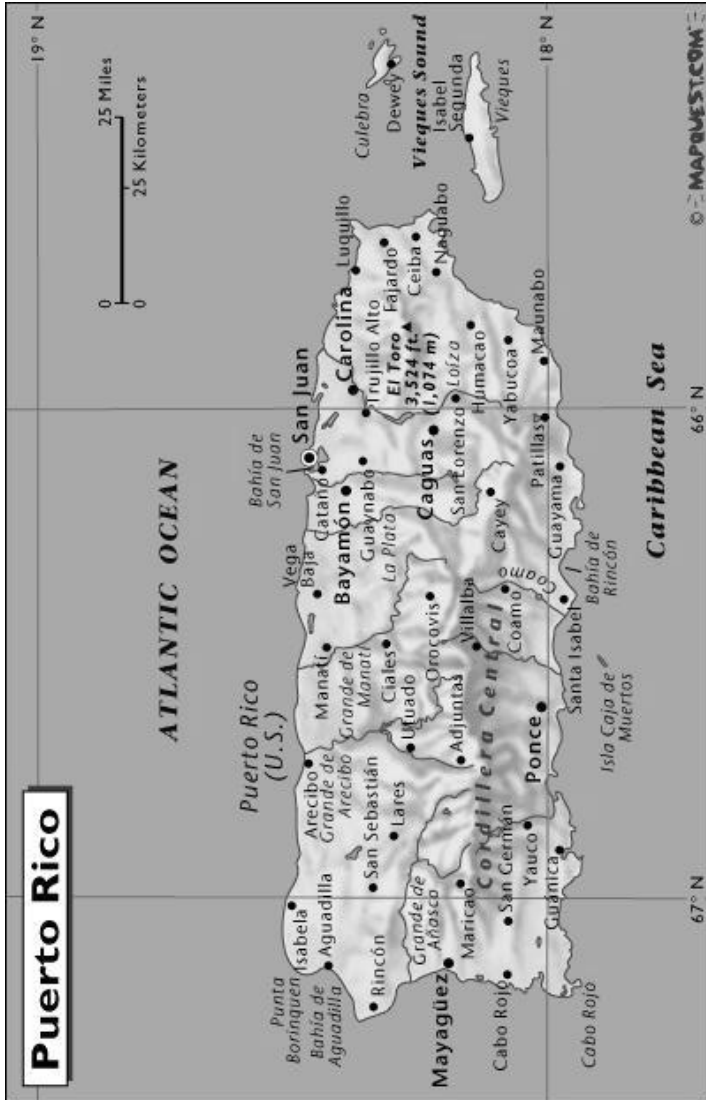 Puerto Rico
19° N
ATLANTIC OCEAN
0
25 Miles
0
25 Kilometers
Puerto Rico
(U.S.)
Punta
Borinquen
Isabela
Bahía de
Aguadilla
Aguadilla
Rincón
Arecibo
Grande de
Arecibo
San Sebastián
Lares
Manatí
Grande de
Manatí
Ciales
Utuado
Vega
Baja
Bahía de
San Juan
San Juan
Cataño
Bayamón
Guaynabo
La Plata
Carolina
Trujillo Alto
Luquillo
El Toro
3,524 ft.
(1,074 m)
Fajardo
Ceiba
Naguabo
Culebra
Dewey
Vieques Sound
Isabel
Segunda
Vieques
Grande de
Añasco
Mayagüez
Maricao
Adjuntas
Orocovis
Villalba
Cordillera Central
Caguas
San Lorenzo
Loíza
Humacao
Yabucoa
Maunabo
Cabo Rojo
San Germán
Yauco
Guánica
Cabo Rojo
Ponce
Coamo
Coamo
Cayey
Patillas
Guayama
Santa Isabel
Bahía de
Rincón
Isla Caja de
Muertos
18° N
67° N
66° N
Caribbean Sea
© MAPQUEST.COM